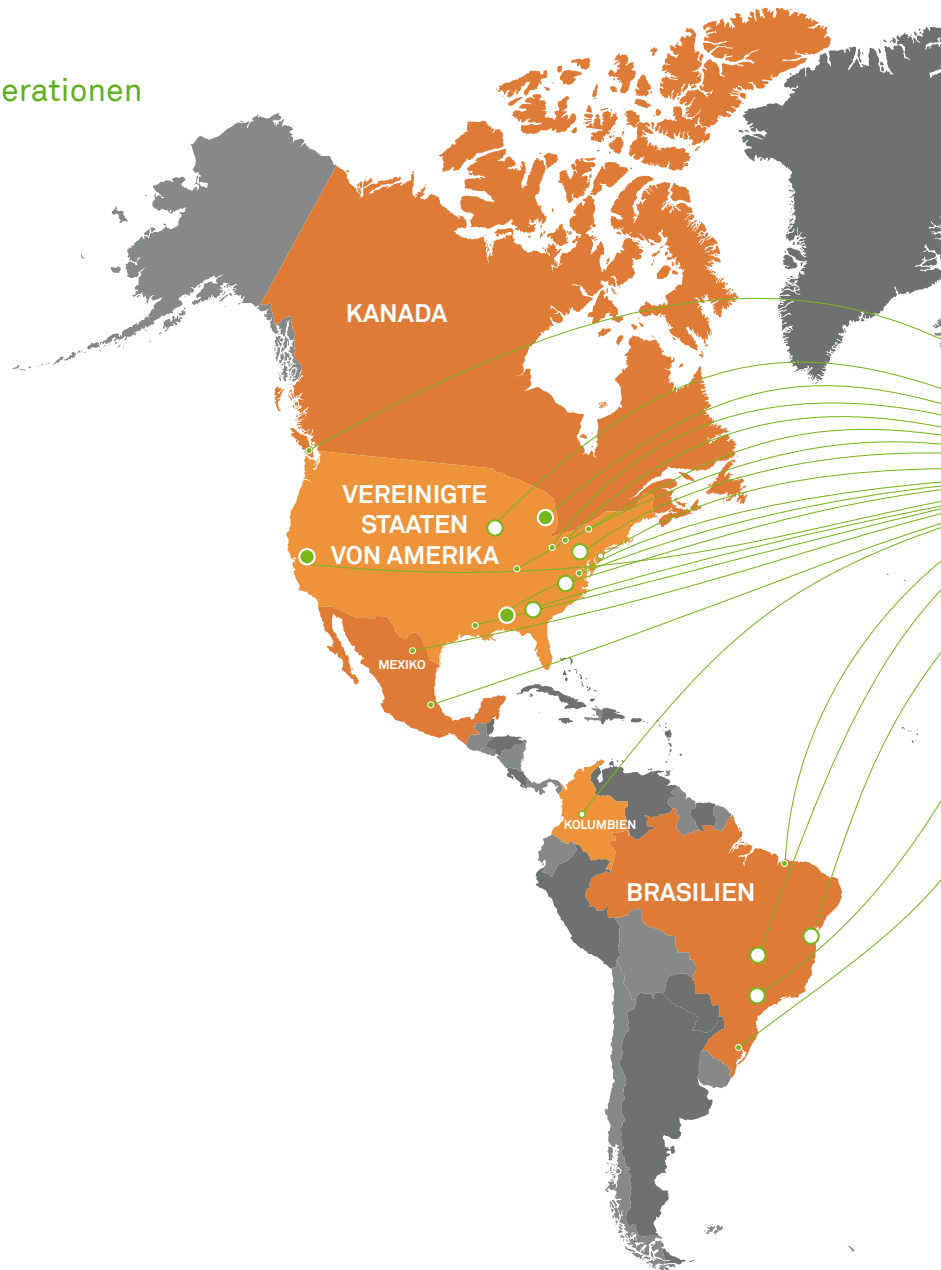 erationen
KANADA
VEREINIGTE
STAATEN
VON AMERIKA
MEXIKO
KOLUMBIEN
BRASILIEN